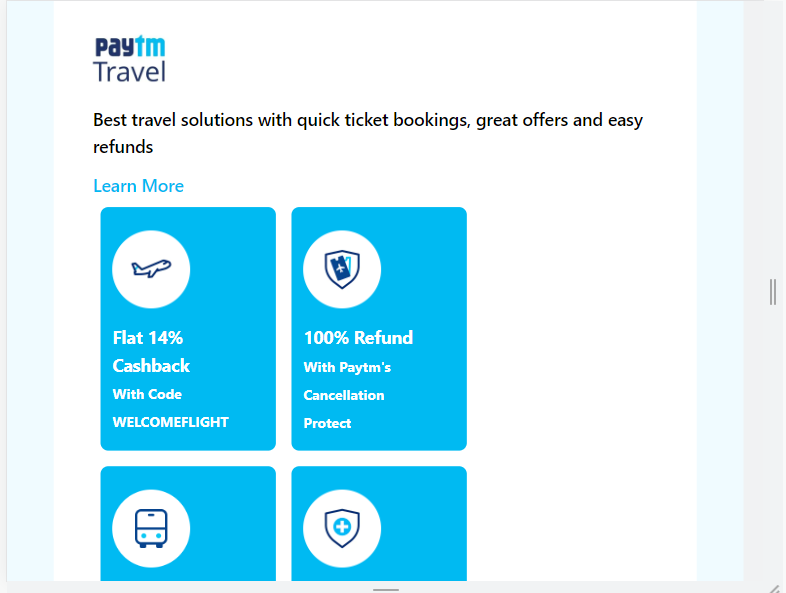 paytm
Travel
Best travel solutions with quick ticket bookings, great offers and easy
refunds
Learn More
Flat 14%
Cashback
With Code
WELCOMEFLIGHT
100% Refund
With Paytm's
Cancellation
Protect